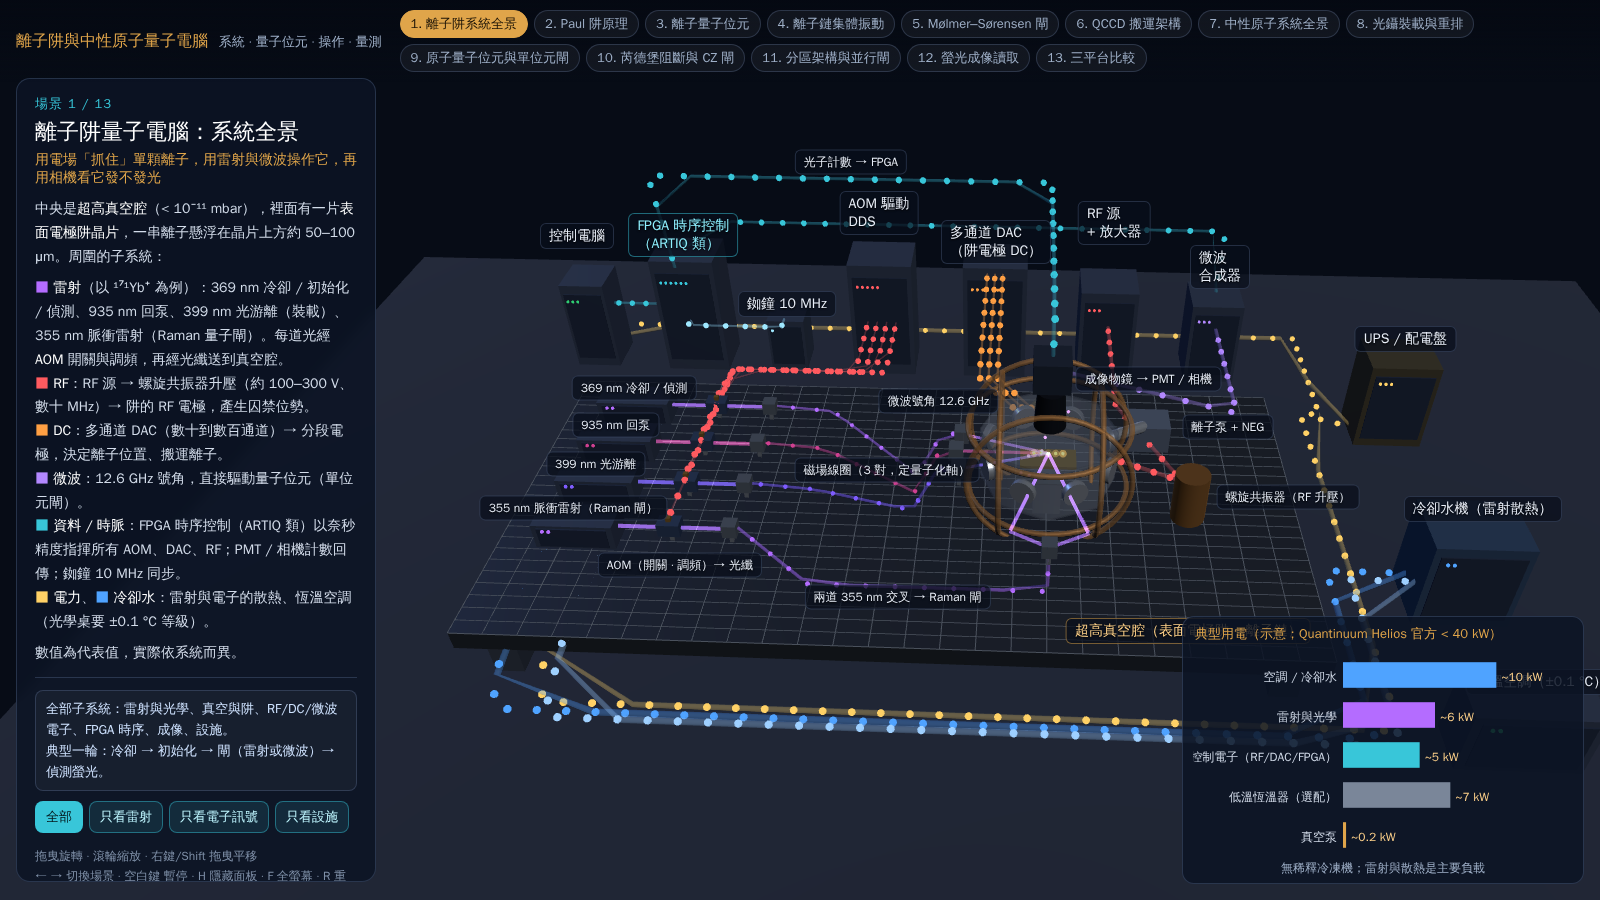 離子阱與中性原子量子電腦 系統 · 量子位元 · 操作 · 量測
1. 離子阱系統全景
2. Paul 阱原理
3. 離子量子位元
4. 離子鏈集體振動
5. Mølmer–Sørensen 閘
6. QCCD 搬運架構
7. 中性原子系統全景
8. 光鑷裝載與重排
9. 原子量子位元與單位元閘
10. 芮德堡阻斷與 CZ 閘
11. 分區架構與並行閘
12. 螢光成像讀取
13. 三平台比較
場景 1 / 13
離子阱量子電腦：系統全景
用電場「抓住」單顆離子，用雷射與微波操作它，再
用相機看它發不發光
中央是超高真空腔（< 10⁻¹¹ mbar），裡面有一片表
面電極阱晶片，一串離子懸浮在晶片上方約 50–100
μm。周圍的子系統：
雷射（以 ¹⁷¹Yb⁺ 為例）：369 nm 冷卻 / 初始化
/ 偵測、935 nm 回泵、399 nm 光游離（裝載）、
355 nm 脈衝雷射（Raman 量子閘）。每道光經
AOM 開關與調頻，再經光纖送到真空腔。
RF：RF 源 → 螺旋共振器升壓（約 100–300 V、
數十 MHz）→ 阱的 RF 電極，產生囚禁位勢。
DC：多通道 DAC（數十到數百通道）→ 分段電
極，決定離子位置、搬運離子。
微波：12.6 GHz 號角，直接驅動量子位元（單位
元閘）。
資料 / 時脈：FPGA 時序控制（ARTIQ 類）以奈秒
精度指揮所有 AOM、DAC、RF；PMT / 相機計數回
傳；銣鐘 10 MHz 同步。
電力、冷卻水：雷射與電子的散熱、恆溫空調
（光學桌要 ±0.1 °C 等級）。
數值為代表值，實際依系統而異。
全部子系統：雷射與光學、真空與阱、RF/DC/微波
電子、FPGA 時序、成像、設施。
典型一輪：冷卻 → 初始化 → 閘（雷射或微波）→
偵測螢光。
全部
只看雷射
只看電子訊號
只看設施
拖曳旋轉 · 滾輪縮放 · 右鍵/Shift 拖曳平移
← → 切換場景 · 空白鍵 暫停 · H 隱藏面板 · F 全螢幕 · R 重
光子計數 → FPGA
控制電腦
FPGA 時序控制
（ARTIQ 類）
AOM 驅動
DDS
多通道 DAC
（阱電極 DC）
RF 源
+ 放大器
微波
合成器
銣鐘 10 MHz
UPS / 配電盤
369 nm 冷卻 / 偵測
935 nm 回泵
399 nm 光游離
355 nm 脈衝雷射（Raman 閘）
AOM（開關 · 調頻）→ 光纖
微波號角 12.6 GHz
成像物鏡 → PMT / 相機
離子泵 + NEG
磁場線圈（3 對，定量子化軸）
螺旋共振器（RF 升壓）
冷卻水機（雷射散熱）
兩道 355 nm 交叉 → Raman 閘
超高真空腔（表面
典型用電（示意；Quantinuum Helios 官方 < 40 kW）
空調 / 冷卻水 ~10 kW
雷射與光學 ~6 kW
控制電子（RF/DAC/FPGA） ~5 kW
低溫恆溫器（選配） ~7 kW
真空泵 ~0.2 kW
無稀釋冷凍機；雷射與散熱是主要負載